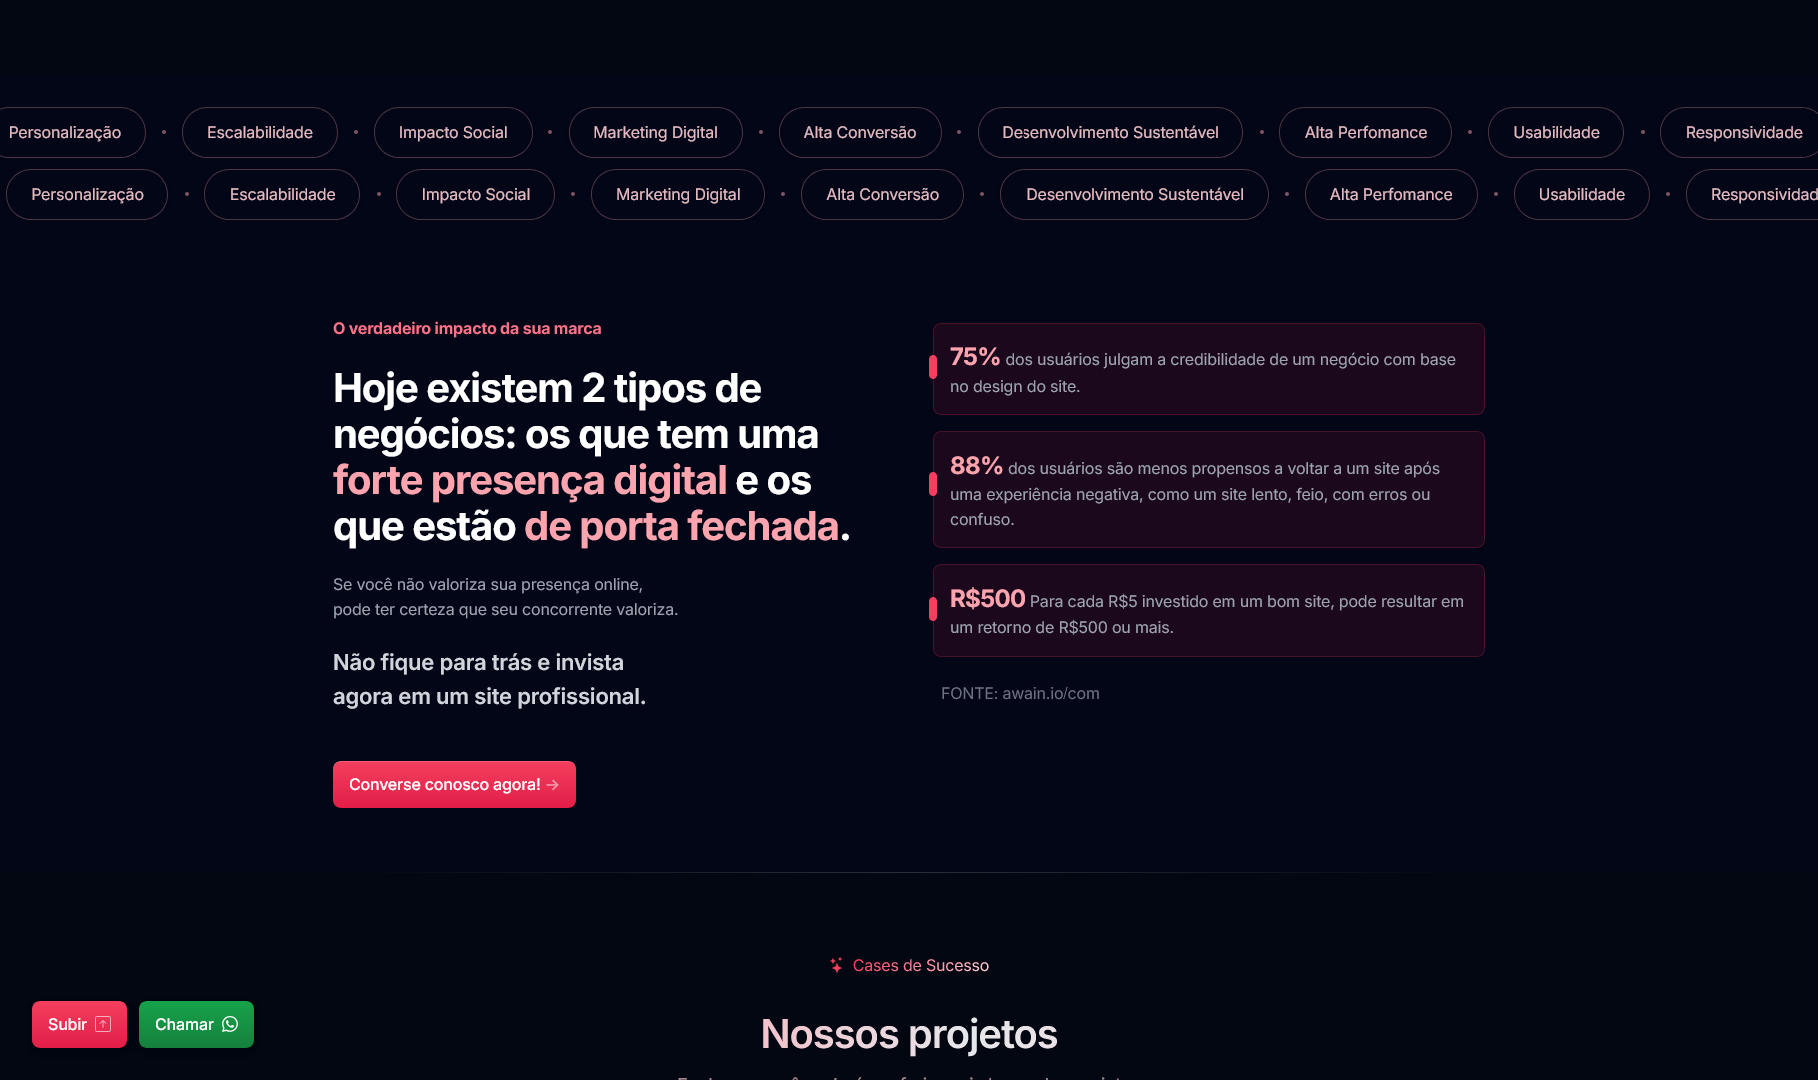 Personalização • Escalabilidade • Impacto Social • Marketing Digital • Alta Conversão • Desenvolvimento Sustentável • Alta Perfomance • Usabilidade • Responsividade
Personalização • Escalabilidade • Impacto Social • Marketing Digital • Alta Conversão • Desenvolvimento Sustentável • Alta Perfomance • Usabilidade • Responsividad
O verdadeiro impacto da sua marca
Hoje existem 2 tipos de
negócios: os que tem uma
forte presença digital e os
que estão de porta fechada.
Se você não valoriza sua presença online,
pode ter certeza que seu concorrente valoriza.
Não fique para trás e invista
agora em um site profissional.
Converse conosco agora! →
75% dos usuários julgam a credibilidade de um negócio com base
no design do site.
88% dos usuários são menos propensos a voltar a um site após
uma experiência negativa, como um site lento, feio, com erros ou
confuso.
R$500 Para cada R$5 investido em um bom site, pode resultar em
um retorno de R$500 ou mais.
FONTE: awain.io/com
Cases de Sucesso
Nossos projetos
Subir
Chamar